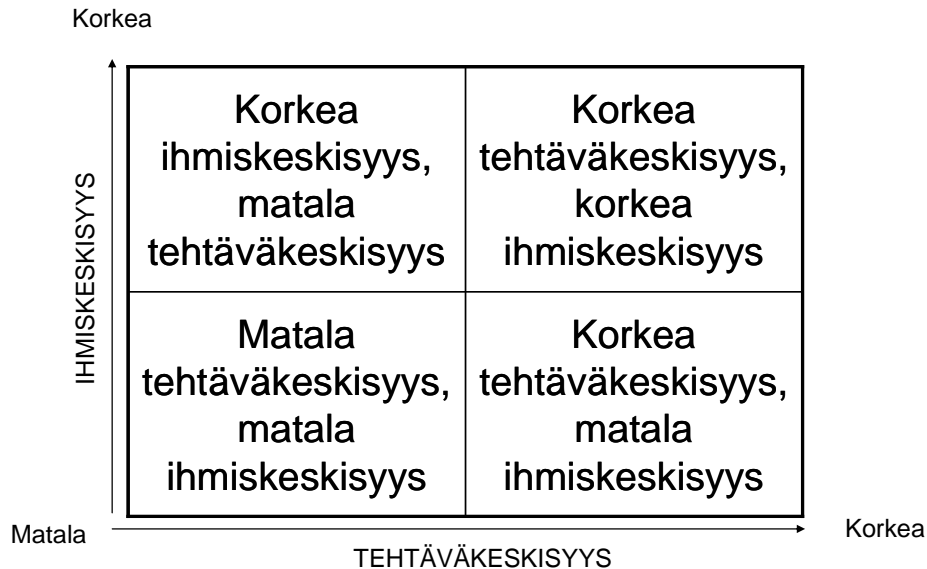 Korkea
IHMISKESKISYYS
Korkea
ihmiskeskisyys,
matala
tehtäväkeskisyys
Korkea
tehtäväkeskisyys,
korkea
ihmiskeskisyys
Matala
tehtäväkeskisyys,
matala
ihmiskeskisyys
Korkea
tehtäväkeskisyys,
matala
ihmiskeskisyys
Matala
Korkea
TEHTÄVÄKESKISYYS